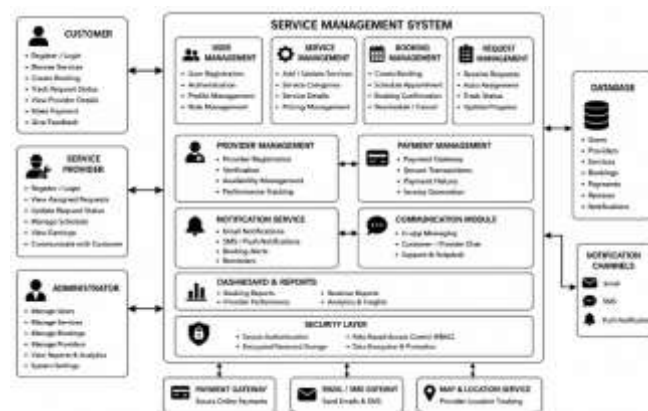 SERVICE MANAGEMENT SYSTEM
CUSTOMER
• Register / Login
• Browse Services
• Create Booking
• Track Request Status
• View Provider Details
• Make Payment
• Give Feedback
SERVICE PROVIDER
• Register / Login
• View Assigned Requests
• Update Request Status
• Manage Schedule
• View Earnings
• Communicate with Customer
ADMINISTRATOR
• Manage Users
• Manage Services
• Manage Bookings
• Manage Providers
• View Reports & Analytics
• System Settings
USER MANAGEMENT
• User Registration
• Authentication
• Profile Management
• Role Management
SERVICE MANAGEMENT
• Add / Update Services
• Service Categories
• Service Details
• Pricing Management
BOOKING MANAGEMENT
• Create Booking
• Schedule Appointment
• Booking Confirmation
• Reschedule / Cancel
REQUEST MANAGEMENT
• Receive Requests
• Auto Assignment
• Track Status
• Update Progress
PROVIDER MANAGEMENT
• Provider Registration
• Verification
• Availability Management
• Performance Tracking
PAYMENT MANAGEMENT
• Payment Gateway
• Secure Transactions
• Payment History
• Invoice Generation
NOTIFICATION SERVICE
• Email Notifications
• SMS / Push Notifications
• Booking Alerts
• Reminders
COMMUNICATION MODULE
• In-app Messaging
• Customer - Provider Chat
• Support & Helpdesk
DASHBOARD & REPORTS
• Booking Reports
• Revenue Reports
• Provider Performance
• Analytics & Insights
SECURITY LAYER
• Secure Authentication
• Role Based Access Control (RBAC)
• Encrypted Password Storage
• Data Encryption & Protection
DATABASE
• Users
• Providers
• Services
• Bookings
• Payments
• Reviews
• Notifications
NOTIFICATION CHANNELS
Email
SMS
Push Notification
PAYMENT GATEWAY
Secure Online Payments
EMAIL / SMS GATEWAY
Send Emails & SMS
MAP & LOCATION SERVICE
Provider Location Tracking